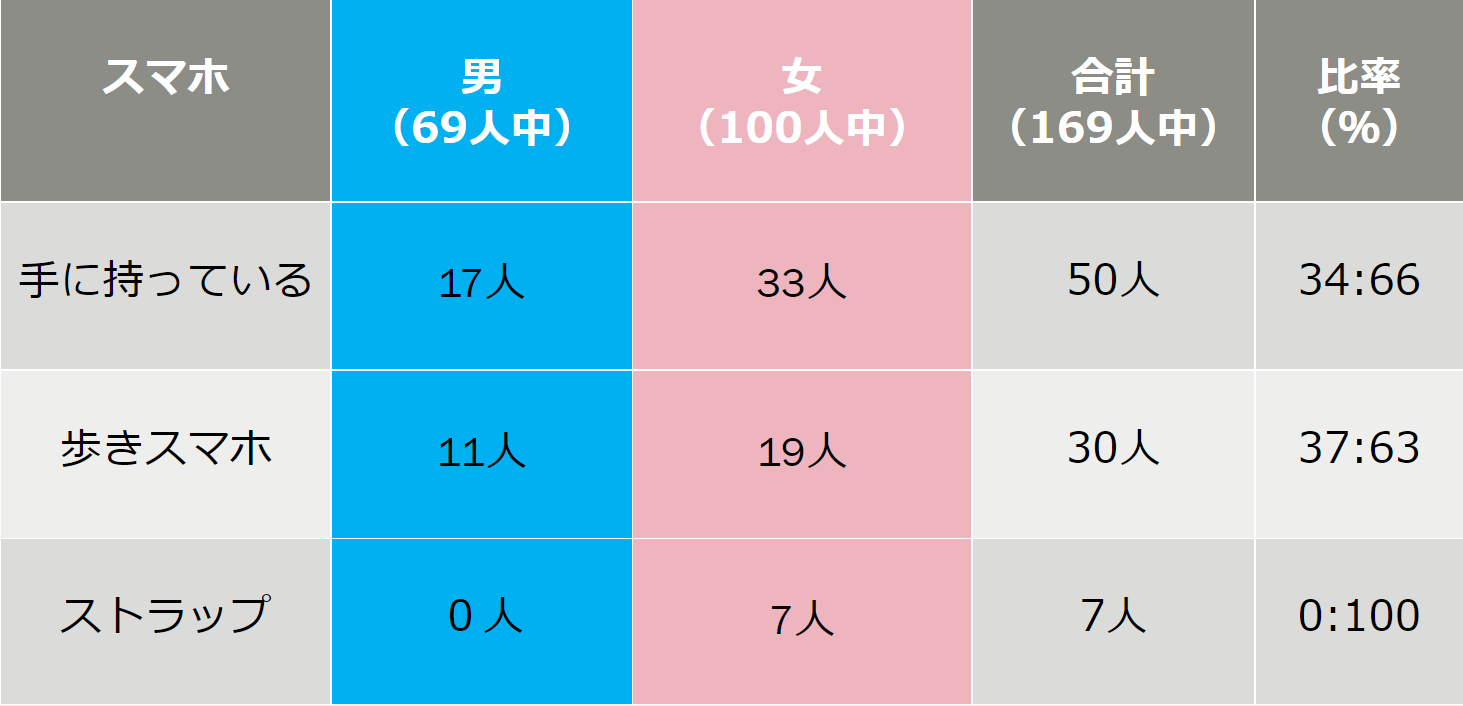 スマホ
男
（69人中）
女
（100人中）
合計
（169人中）
比率
（%）
手に持っている
17人
33人
50人
34:66
歩きスマホ
11人
19人
30人
37:63
ストラップ
0 人
7人
7人
0:100